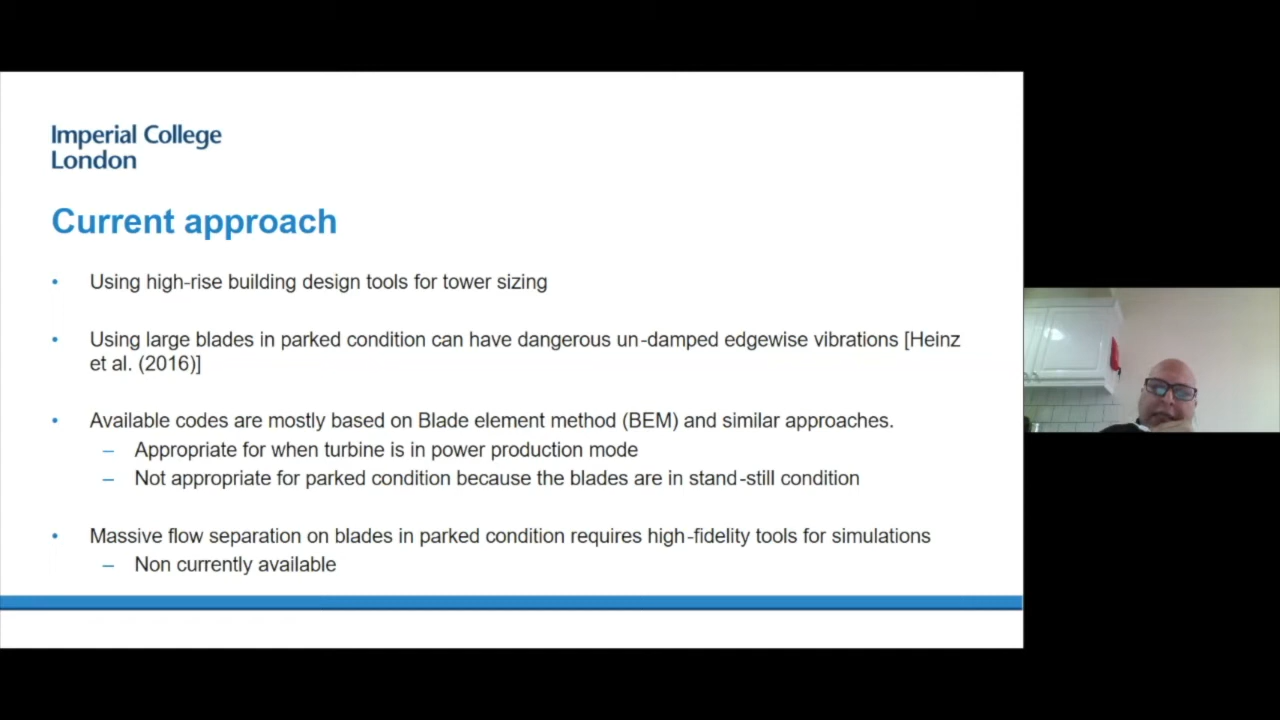 Imperial College
London
Current approach
• Using high-rise building design tools for tower sizing
• Using large blades in parked condition can have dangerous un-damped edgewise vibrations [Heinz
et al. (2016)]
• Available codes are mostly based on Blade element method (BEM) and similar approaches.
– Appropriate for when turbine is in power production mode
– Not appropriate for parked condition because the blades are in stand-still condition
• Massive flow separation on blades in parked condition requires high-fidelity tools for simulations
– Non currently available